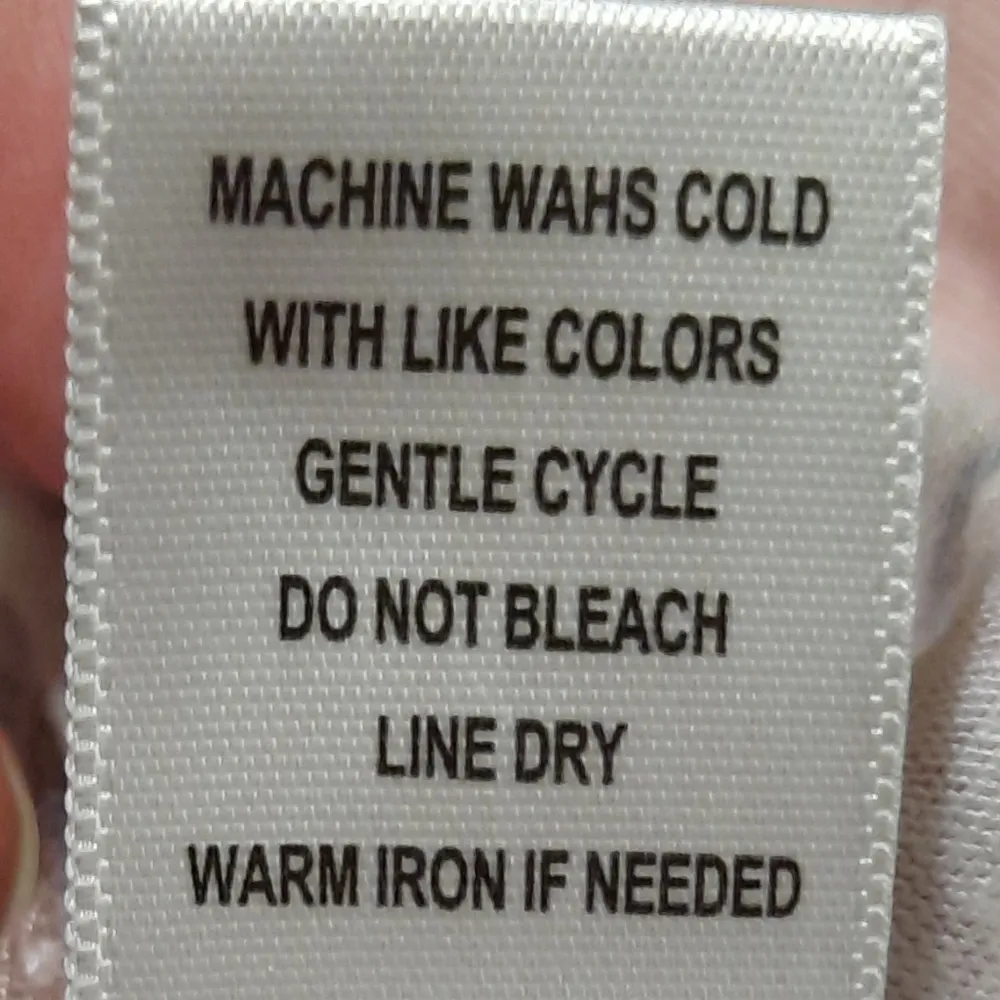 MACHINE WAHS COLD
WITH LIKE COLORS
GENTLE CYCLE
DO NOT BLEACH
LINE DRY
WARM IRON IF NEEDED